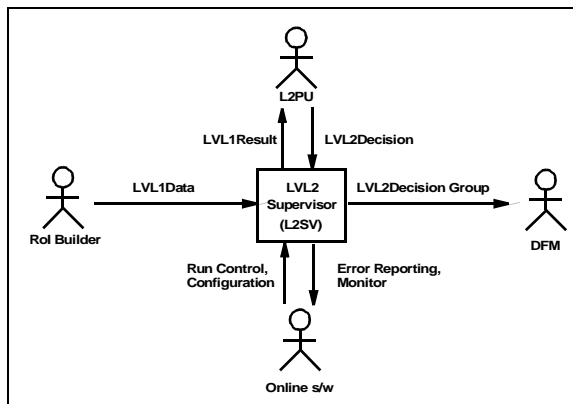 L2PU
LVL1Result
LVL2Decision
LVL1Data
LVL2
Supervisor
(L2SV)
LVL2Decision Group
RoI Builder
DFM
Run Control,
Configuration
Error Reporting,
Monitor
Online s/w